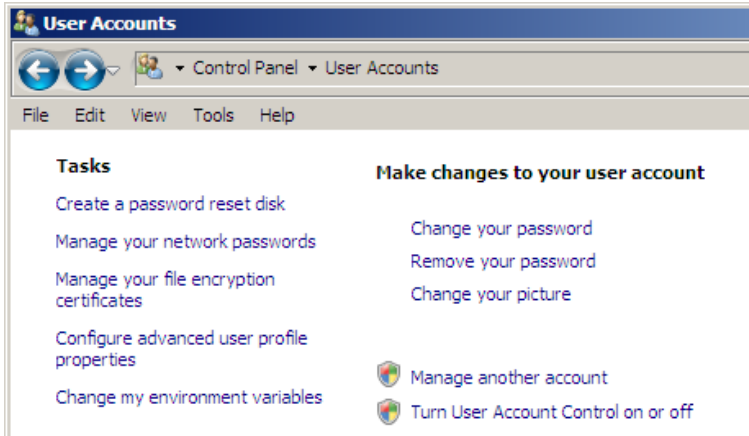 User Accounts
Control Panel User Accounts
File Edit View Tools Help
Tasks
Create a password reset disk
Manage your network passwords
Manage your file encryption
certificates
Configure advanced user profile
properties
Change my environment variables
Make changes to your user account
Change your password
Remove your password
Change your picture
Manage another account
Turn User Account Control on or off